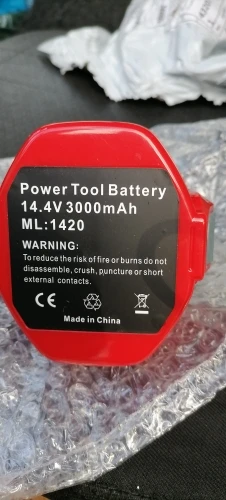 Power Tool Battery
14.4V 3000mAh
ML:1420
WARNING:
To reduce the risk of fire or burns do not
disassemble, crush, puncture or short
external contacts.
CE
Made in China